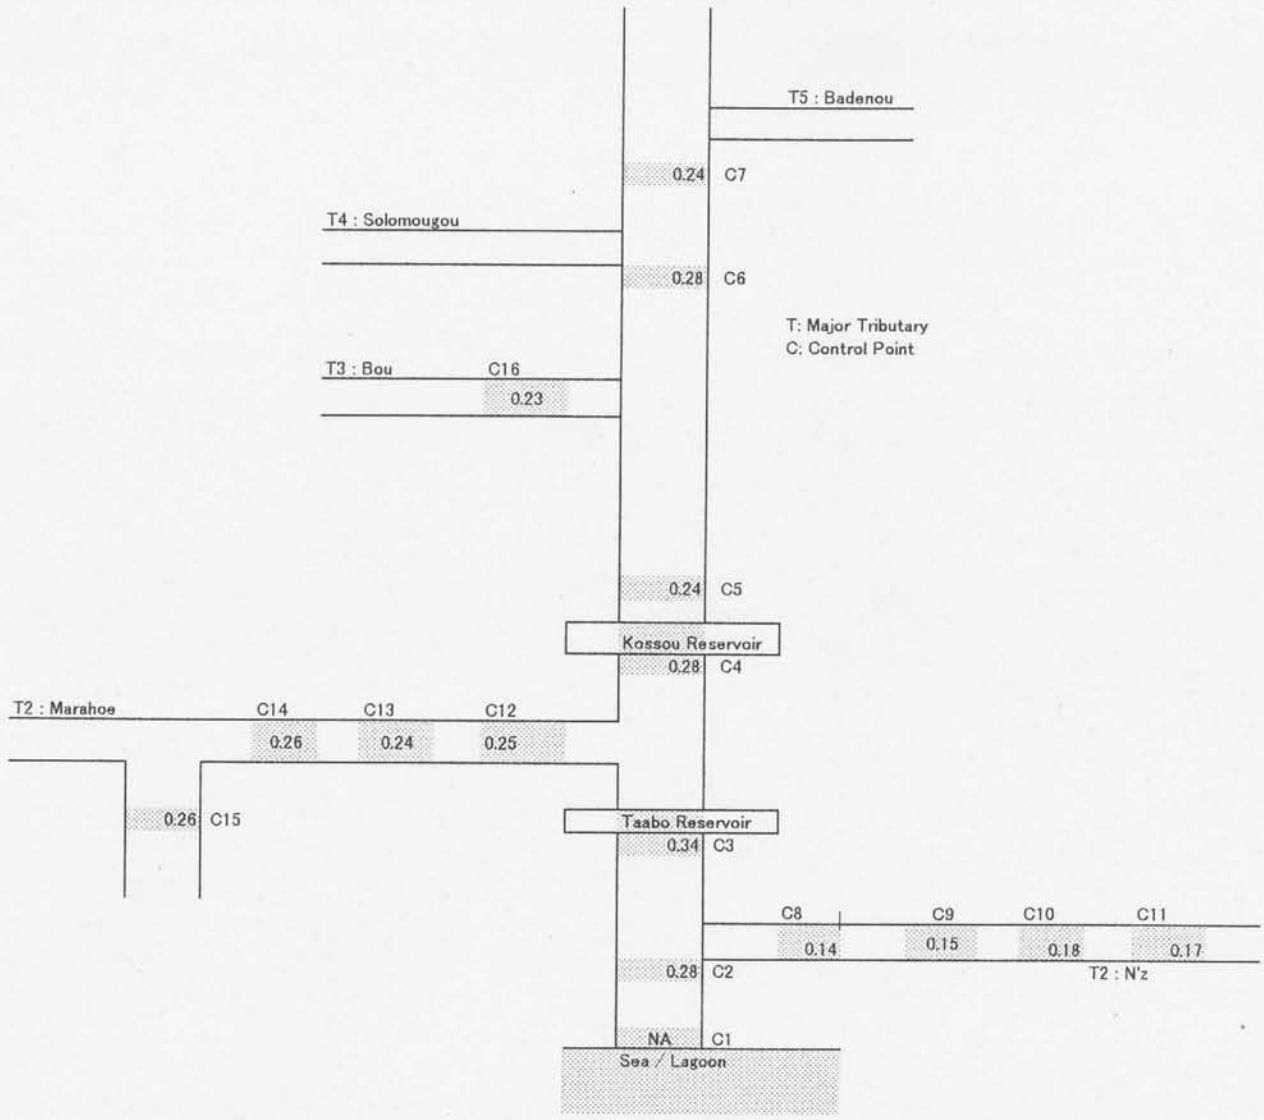 T5 : Badenou
0.24 C7
T4 : Solomougou
0.28 C6
T: Major Tributary
C: Control Point
T3 : Bou C16
0.23
0.24 C5
Kossou Reservoir
0.28 C4
T2 : Marahoe C14 C13 C12
0.26 0.24 0.25
0.26 C15
Taabo Reservoir
0.34 C3
C8 C9 C10 C11
0.14 0.15 0.18 0.17
0.28 C2
T2 : N'z
NA C1
Sea / Lagoon